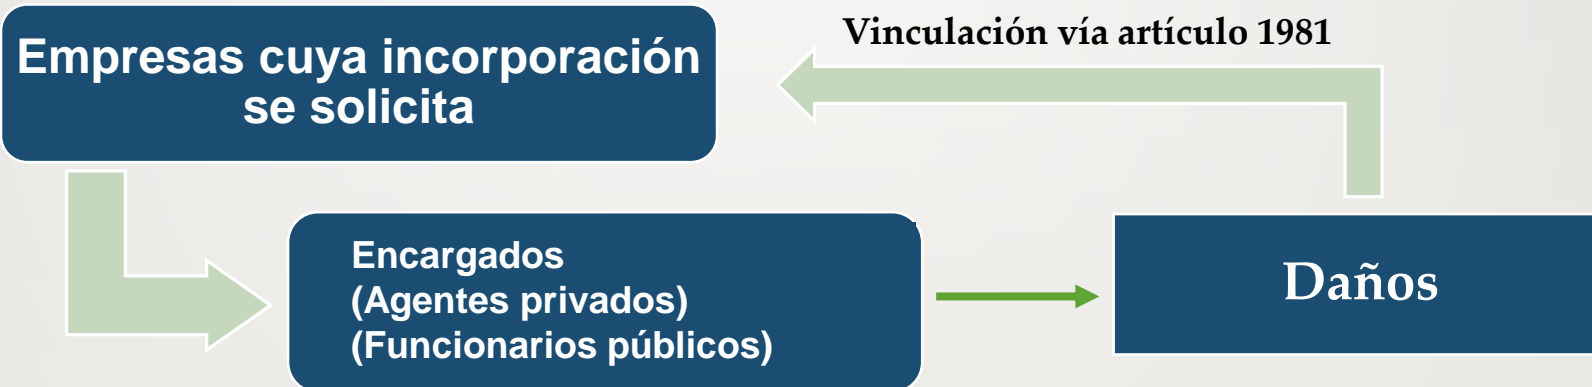 Empresas cuya incorporación
se solicita
Vinculación vía artículo 1981
Encargados
(Agentes privados)
(Funcionarios públicos)
Daños